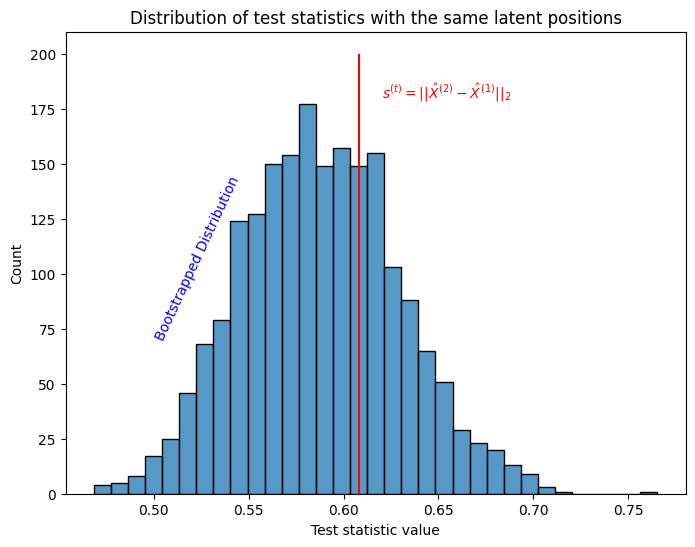 Distribution of test statistics with the same latent positions
200
175
150
125
100
75
50
25
0
Count
Bootstrapped Distribution
$s^{(t)} = ||\hat{X}^{(2)} - \hat{X}^{(1)}||_2$
0.50 0.55 0.60 0.65 0.70 0.75
Test statistic value